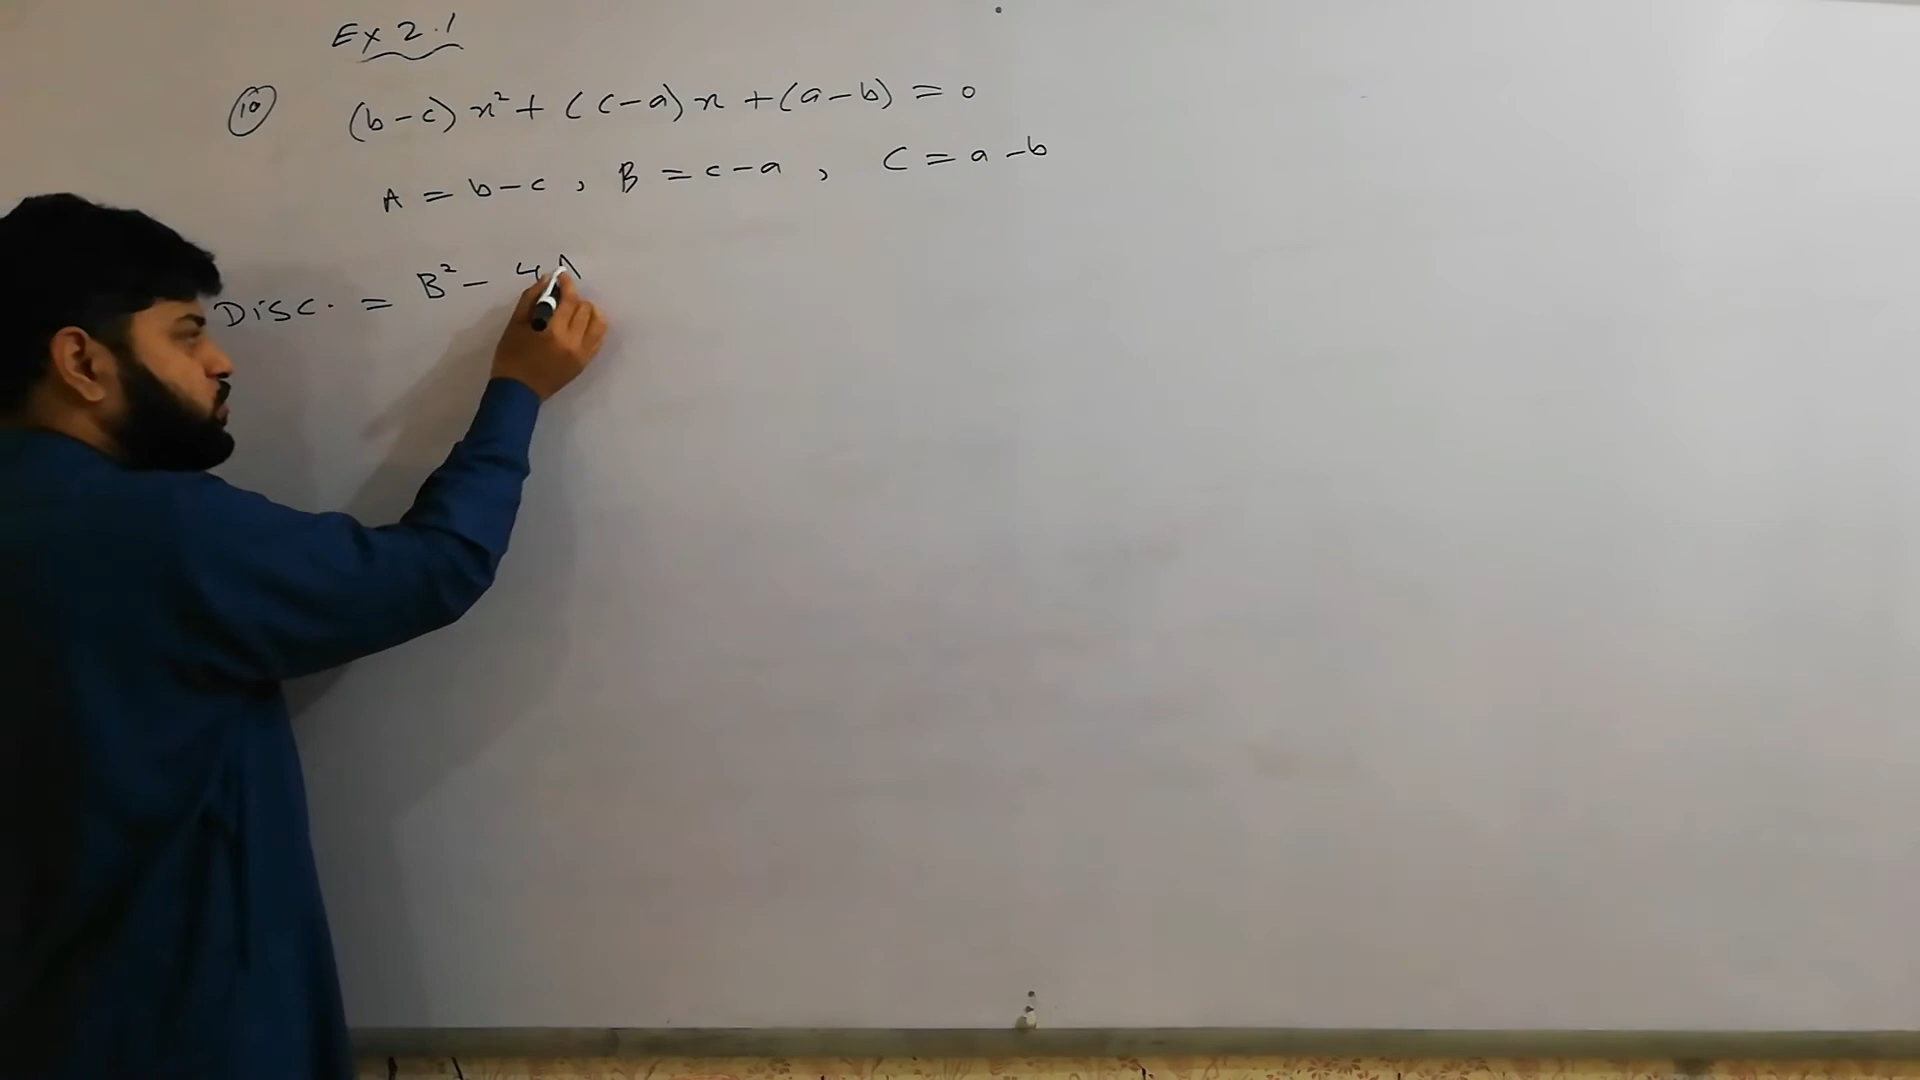 Ex 2.1
10 (b-c)x²+(c-a)x+(a-b)=0
A=b-c, B=c-a, C=a-b
Disc. = B²-4A